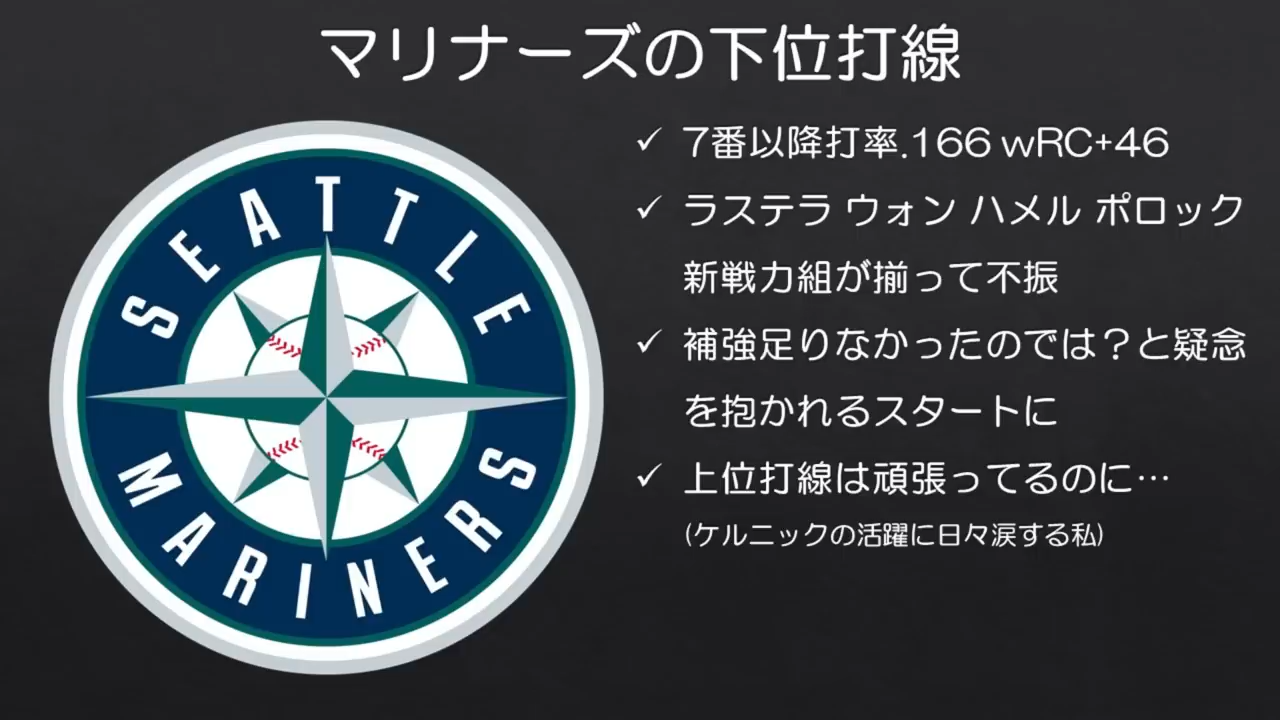 マリナーズの下位打線
SEATTLE
MARINERS
✓ 7番以降打率.166 wRC+46
✓ ラステラ ウォン ハメル ポロック
新戦力組が揃って不振
✓ 補強足りなかったのでは？と疑念
を抱かれるスタートに
✓ 上位打線は頑張ってるのに…
(ケルニックの活躍に日々涙する私)